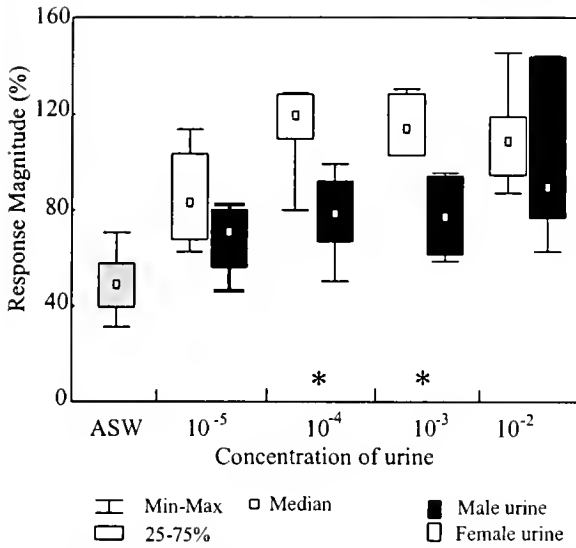 160
120
80
40
0
Response Magnitude (%)
* *
ASW 10⁻⁵ 10⁻⁴ 10⁻³ 10⁻²
Concentration of urine
Min-Max Median Male urine
25-75% Female urine